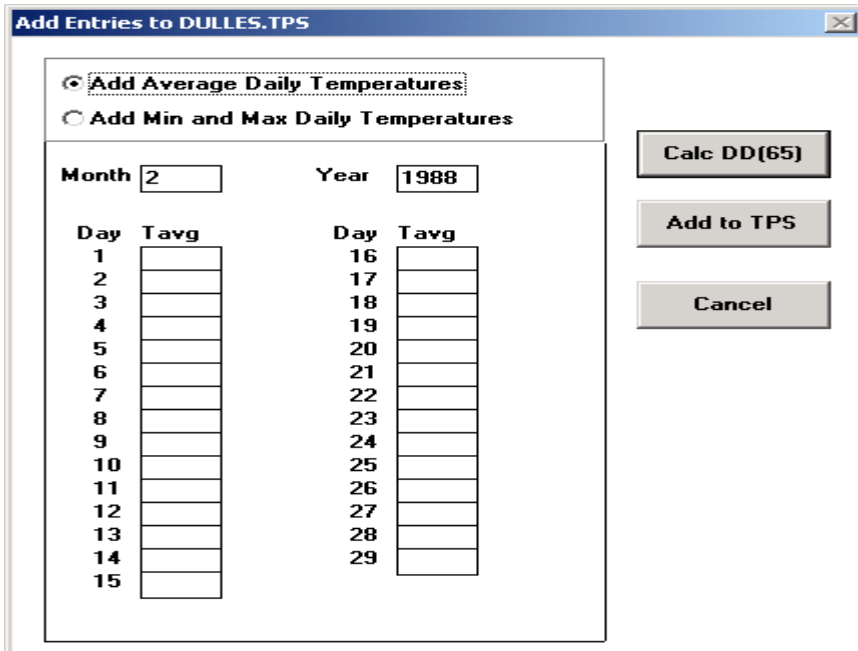 Add Entries to DULLES.TPS
Add Average Daily Temperatures
Add Min and Max Daily Temperatures
Month 2 Year 1988
Day Tavg Day Tavg
1 16
2 17
3 18
4 19
5 20
6 21
7 22
8 23
9 24
10 25
11 26
12 27
13 28
14 29
15
Calc DD(65)
Add to TPS
Cancel